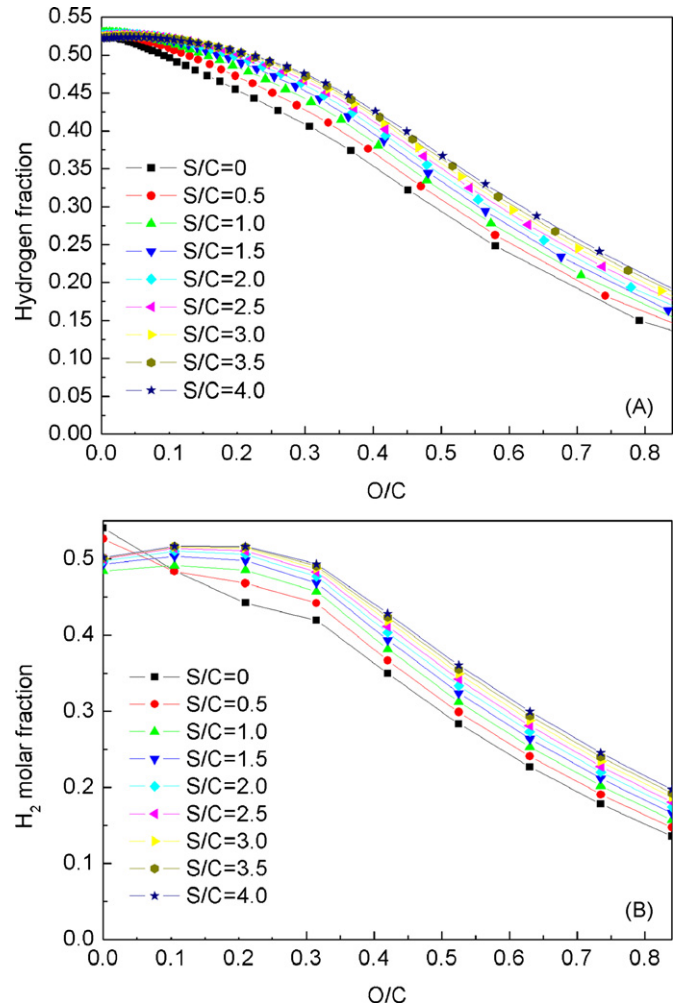 0.55
0.50
0.45
0.40
0.35
0.30
0.25
0.20
0.15
0.10
0.05
0.00
Hydrogen fraction
S/C=0
S/C=0.5
S/C=1.0
S/C=1.5
S/C=2.0
S/C=2.5
S/C=3.0
S/C=3.5
S/C=4.0
(A)
0.0 0.1 0.2 0.3 0.4 0.5 0.6 0.7 0.8
O/C
0.5
0.4
0.3
0.2
0.1
0.0
H2 molar fraction
S/C=0
S/C=0.5
S/C=1.0
S/C=1.5
S/C=2.0
S/C=2.5
S/C=3.0
S/C=3.5
S/C=4.0
(B)
0.0 0.1 0.2 0.3 0.4 0.5 0.6 0.7 0.8
O/C